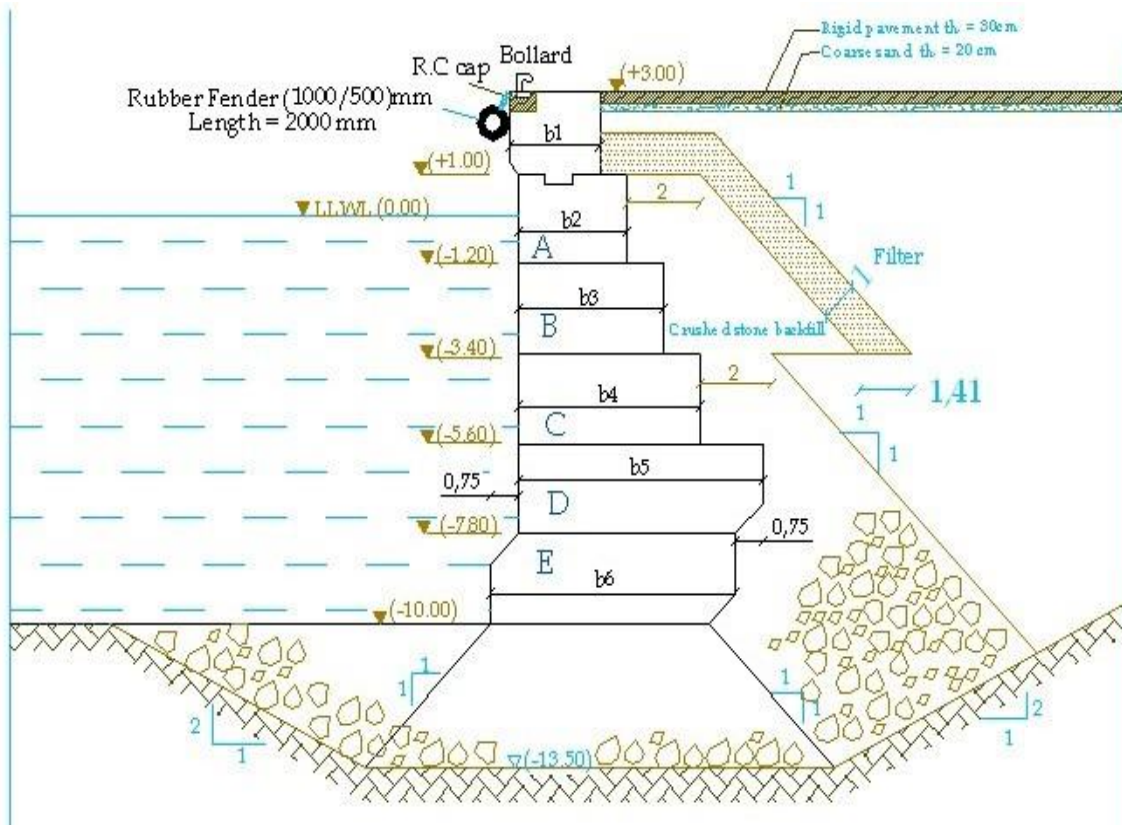 Rigid pavement th = 30cm
Coarse sand th = 20 cm
Bollard
R.C cap
(+3.00)
Rubber Fender (1000/500)mm
Length = 2000 mm
b1
(+1.00)
1
1
2
LLWL (0.00)
b2
A
(-1.20)
Filter
1
b3
B
Crushed stone backfill
(-3.40)
2
1,41
b4
C
1
1
(-5.60)
b5
0,75
D
(-7.80)
0,75
E
b6
(-10.00)
1
1
1
1
2
1
2
1
(-13.50)